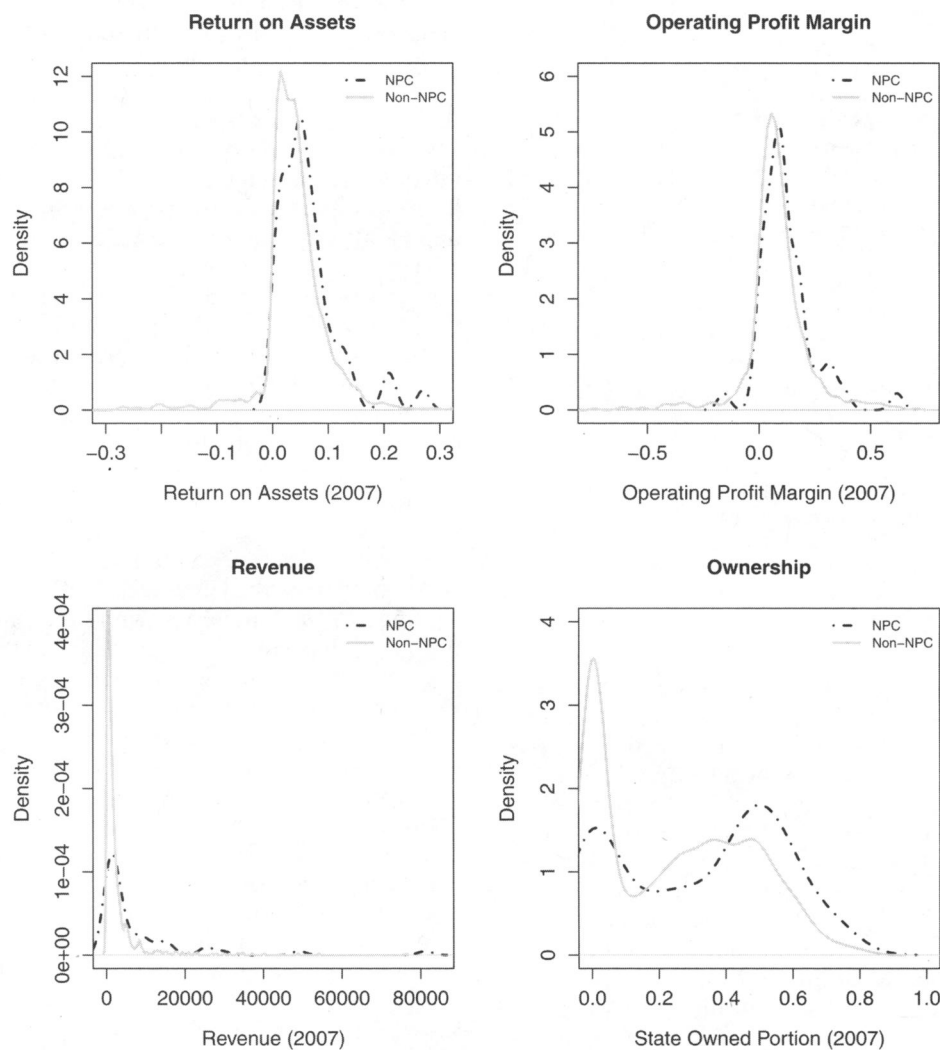 Return on Assets
NPC
Non−NPC
12
10
8
6
4
2
0
Density
−0.3
−0.1
0.0
0.1
0.2
0.3
Return on Assets (2007)
Operating Profit Margin
NPC
Non−NPC
6
5
4
3
2
1
0
Density
−0.5
0.0
0.5
Operating Profit Margin (2007)
Revenue
NPC
Non−NPC
4e−04
3e−04
2e−04
1e−04
0e+00
Density
0
20000
40000
60000
80000
Revenue (2007)
Ownership
NPC
Non−NPC
4
3
2
1
0
Density
0.0
0.2
0.4
0.6
0.8
1.0
State Owned Portion (2007)